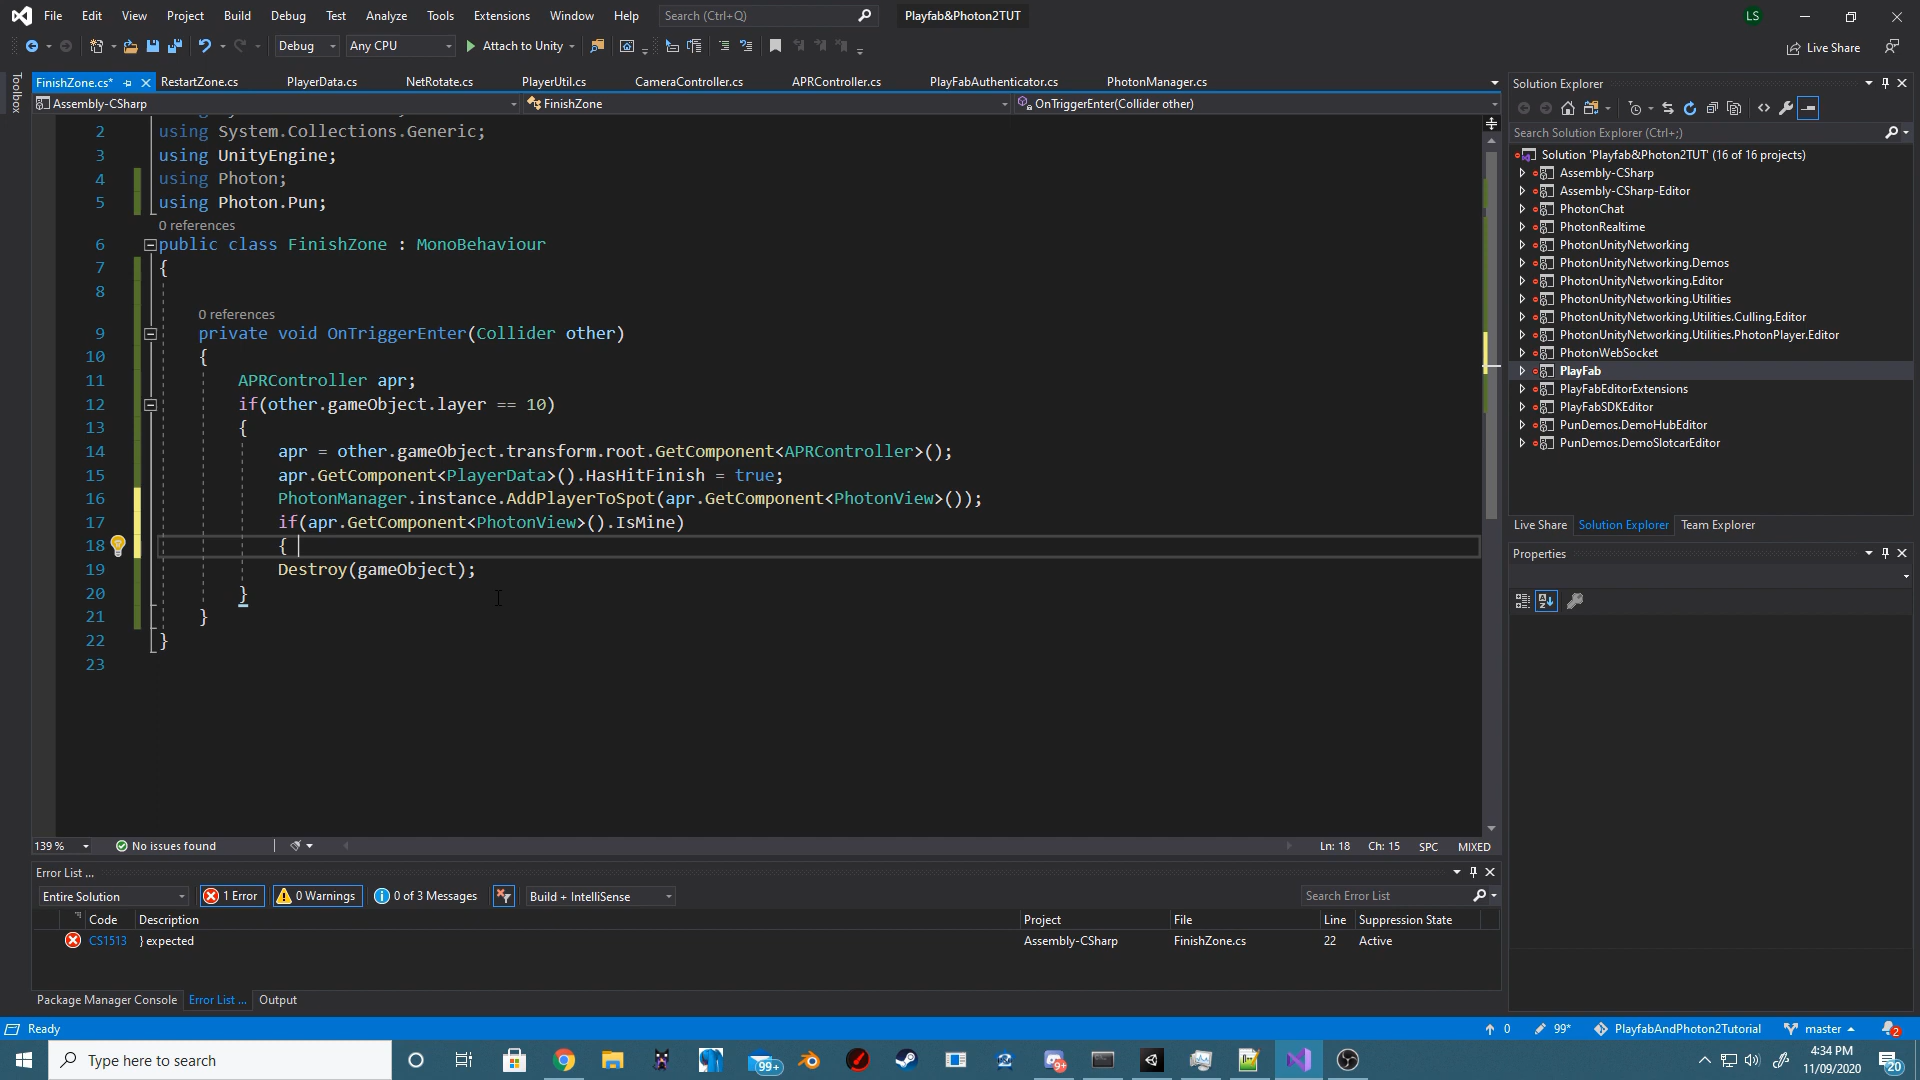 File Edit View Project Build Debug Test Analyze Tools Extensions Window Help Search (Ctrl+Q) Playfab&Photon2TUT LS
Debug Any CPU Attach to Unity Live Share
Toolbox
FinishZone.cs* RestartZone.cs PlayerData.cs NetRotate.cs PlayerUtil.cs CameraController.cs APRController.cs PlayFabAuthenticator.cs PhotonManager.cs
Assembly-CSharp FinishZone OnTriggerEnter(Collider other)
2 using System.Collections.Generic;
3 using UnityEngine;
4 using Photon;
5 using Photon.Pun;
0 references
6 public class FinishZone : MonoBehaviour
7 {
8
0 references
9 private void OnTriggerEnter(Collider other)
10 {
11 APRController apr;
12 if(other.gameObject.layer == 10)
13 {
14 apr = other.gameObject.transform.root.GetComponent<APRController>();
15 apr.GetComponent<PlayerData>().HasHitFinish = true;
16 PhotonManager.instance.AddPlayerToSpot(apr.GetComponent<PhotonView>());
17 if(apr.GetComponent<PhotonView>().IsMine)
18 {
19 Destroy(gameObject);
20 }
21 }
22 }
23
139 % No issues found Ln: 18 Ch: 15 SPC MIXED
Error List ...
Entire Solution 1 Error 0 Warnings 0 of 3 Messages Build + IntelliSense Search Error List
Code Description Project File Line Suppression State
CS1513 } expected Assembly-CSharp FinishZone.cs 22 Active
Package Manager Console Error List ... Output
Solution Explorer
Search Solution Explorer (Ctrl+;)
Solution 'Playfab&Photon2TUT' (16 of 16 projects)
Assembly-CSharp
Assembly-CSharp-Editor
PhotonChat
PhotonRealtime
PhotonUnityNetworking
PhotonUnityNetworking.Demos
PhotonUnityNetworking.Editor
PhotonUnityNetworking.Utilities
PhotonUnityNetworking.Utilities.Culling.Editor
PhotonUnityNetworking.Utilities.PhotonPlayer.Editor
PhotonWebSocket
PlayFab
PlayFabEditorExtensions
PlayFabSDKEditor
PunDemos.DemoHubEditor
PunDemos.DemoSlotcarEditor
Live Share Solution Explorer Team Explorer
Properties
Ready 0 99* PlayfabAndPhoton2Tutorial master 2
Type here to search 99+ 9+ 4:34 PM
11/09/2020 20